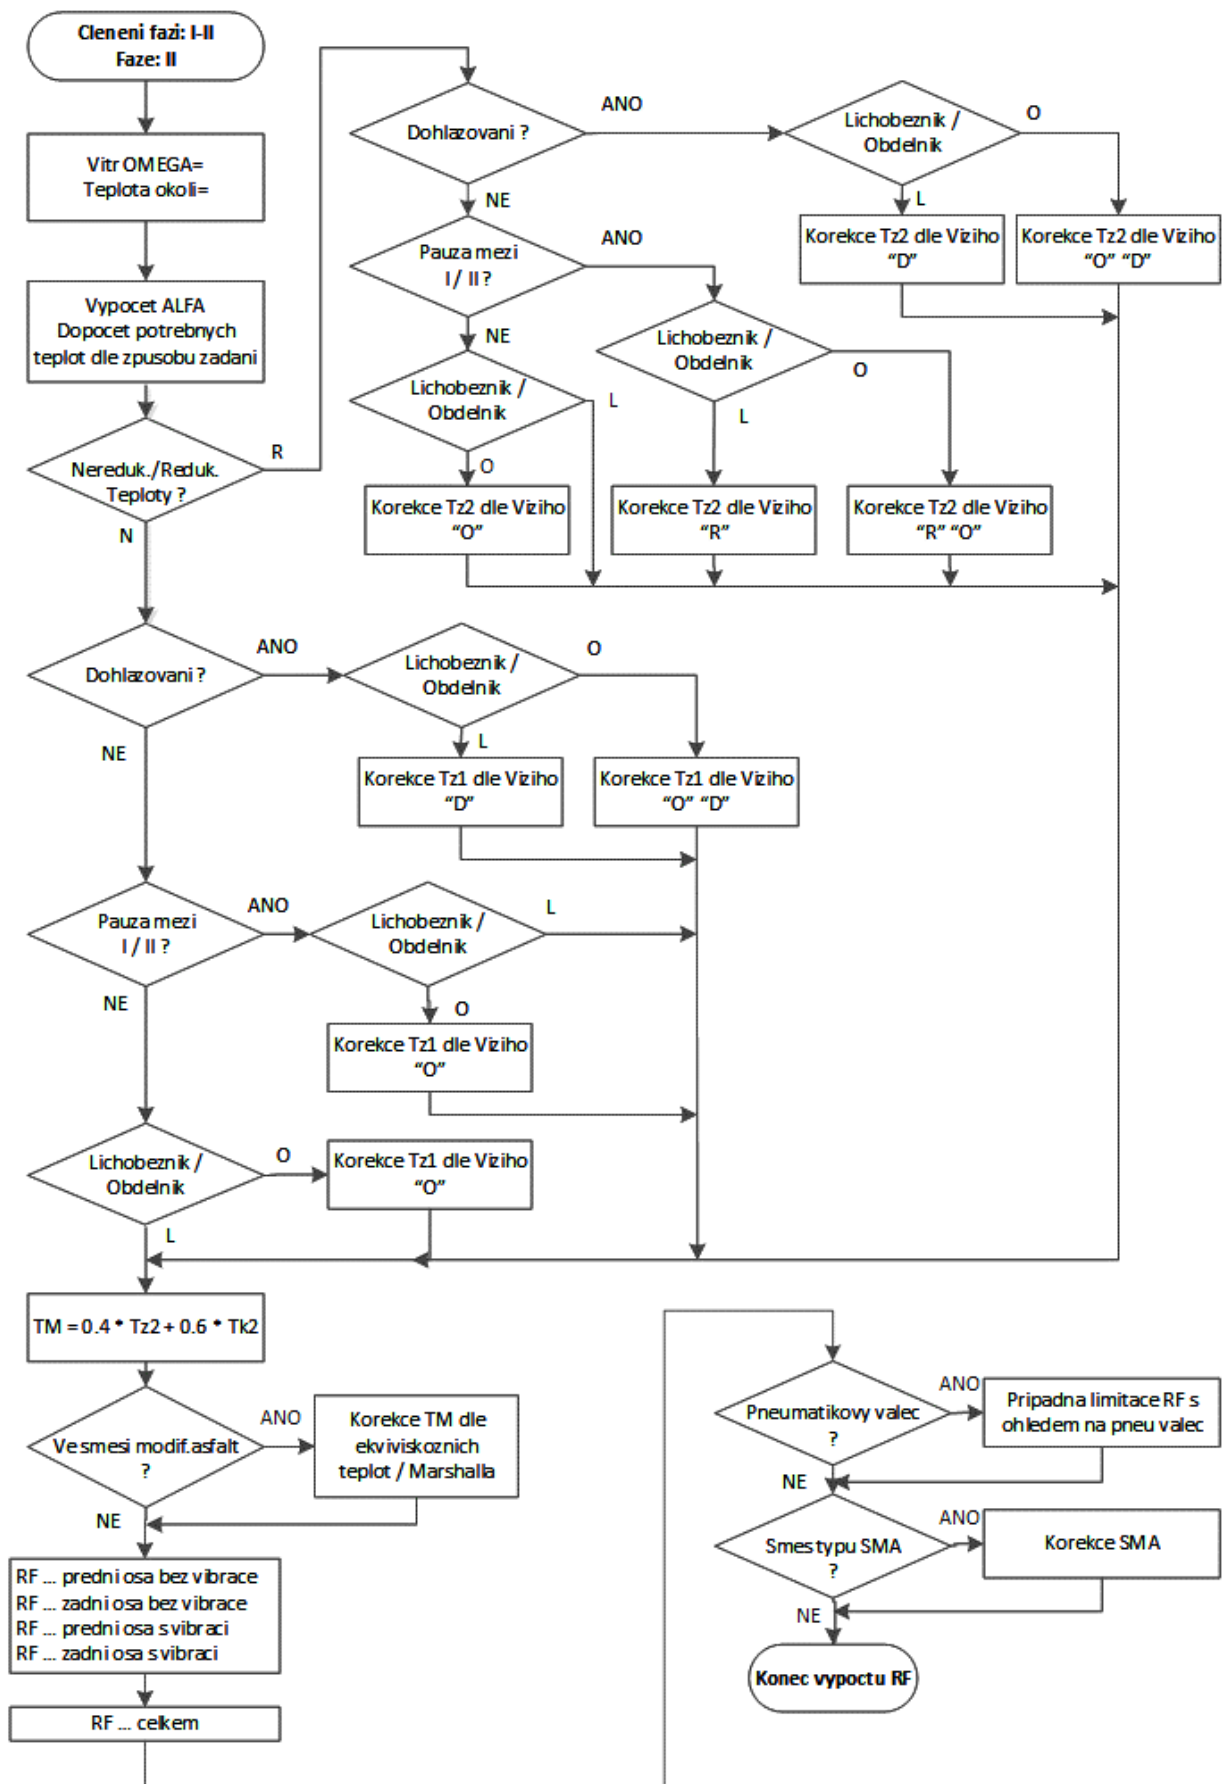 Cleneni fazi: I-II
Faze: II
Vitr OMEGA=
Teplota okoli=
Vypocet ALFA
Dopocet potrebnych
teplot dle zpusobu zadani
Nereduk./Reduk.
Teploty ?
R
N
Dohlazovani ?
ANO
Lichobeznik /
Obdelnik
O
L
Korekce Tz2 dle Viziho
“D”
Korekce Tz2 dle Viziho
“O” “D”
NE
Pauza mezi
I / II ?
ANO
Lichobeznik /
Obdelnik
O
L
NE
Lichobeznik /
Obdelnik
L
O
Korekce Tz2 dle Viziho
“O”
Korekce Tz2 dle Viziho
“R”
Korekce Tz2 dle Viziho
“R” “O”
Dohlazovani ?
ANO
Lichobeznik /
Obdelnik
O
L
NE
Korekce Tz1 dle Viziho
“D”
Korekce Tz1 dle Viziho
“O” “D”
Pauza mezi
I / II ?
ANO
Lichobeznik /
Obdelnik
L
NE
O
Korekce Tz1 dle Viziho
“O”
Lichobeznik /
Obdelnik
O
Korekce Tz1 dle Viziho
“O”
L
TM = 0.4 * Tz2 + 0.6 * Tk2
Ve smesi modif.asfalt
?
ANO
Korekce TM dle
ekviviskoznich
teplot / Marshalla
NE
RF ... predni osa bez vibrace
RF ... zadni osa bez vibrace
RF ... predni osa s vibraci
RF ... zadni osa s vibraci
RF ... celkem
Pneumatikovy valec
?
ANO
Pripadna limitace RF s
ohledem na pneu valec
NE
Smes typu SMA
?
ANO
Korekce SMA
NE
Konec vypoctu RF